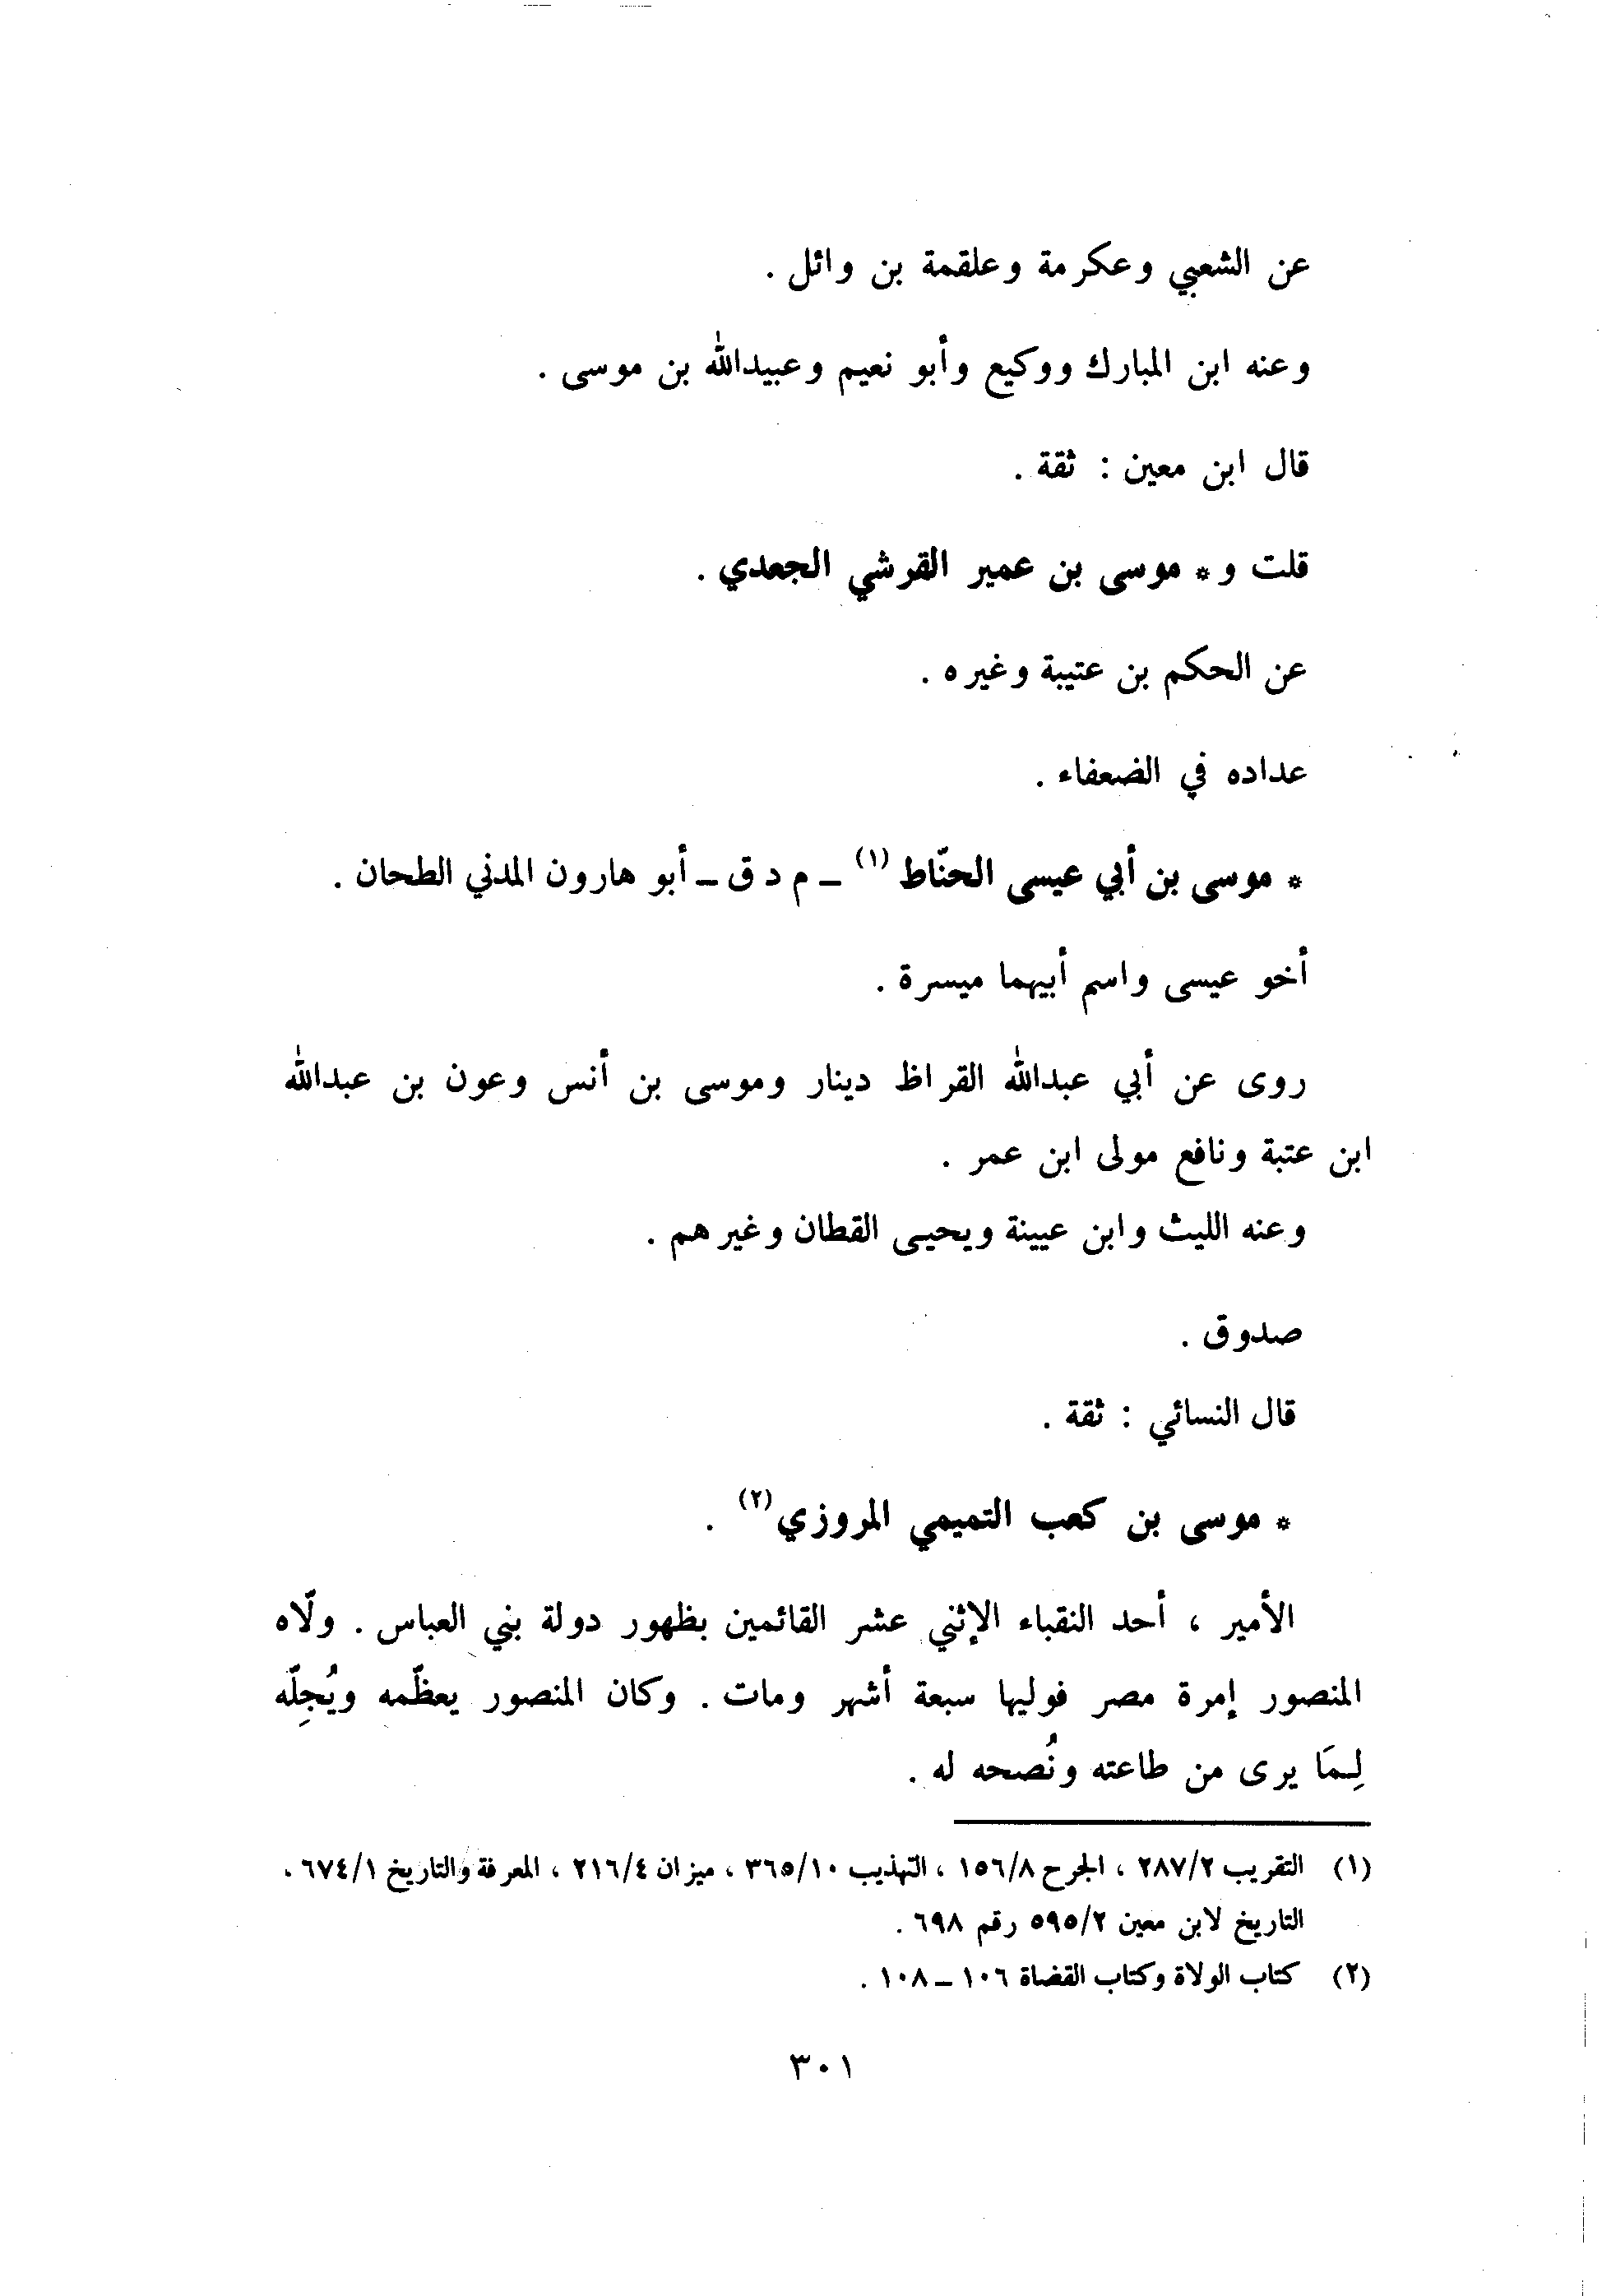 عن الشعبي وعكرمة وعلقمة بن وائل .
وعنه ابن المبارك ووكيع وأبو نعيم وعبيدالله بن موسى .
قال ابن معين : ثقة .
قلت و * موسى بن عمير القرشي الجعدي .
عن الحكم بن عتيبة وغيره .
عداده في الضعفاء .
* موسى بن أبي عيسى الحنّاط (١) ـ م د ق ـ أبو هارون المدني الطحان .
أخو عيسى واسم أبيهما ميسرة .
روى عن أبي عبدالله القراظ دينار وموسى بن أنس وعون بن عبدالله
ابن عتبة ونافع مولى ابن عمر .
وعنه الليث وابن عيينة ويحيى القطان وغيرهم .
صدوق .
قال النسائي : ثقة .
* موسى بن كعب التميمي المروزي (٢) .
الأمير ، أحد النقباء الإثني عشر القائمين بظهور دولة بني العباس . ولّاه
المنصور إمرة مصر فوليها سبعة أشهر ومات . وكان المنصور يعظّمه ويُجِلّه
لِمَا يرى من طاعته ونُصحه له .
(١) التقريب ٢٨٧/٢ ، الجرح ١٥٦/٨ ، التهذيب ٣٦٥/١٠ ، ميزان ٢١٦/٤ ، المعرفة والتاريخ ٦٧٤/١ ،
التاريخ لابن معين ٥٩٥/٢ رقم ٦٩٨ .
(٢) كتاب الولاة وكتاب القضاة ١٠٦ ـ ١٠٨ .
٣٠١